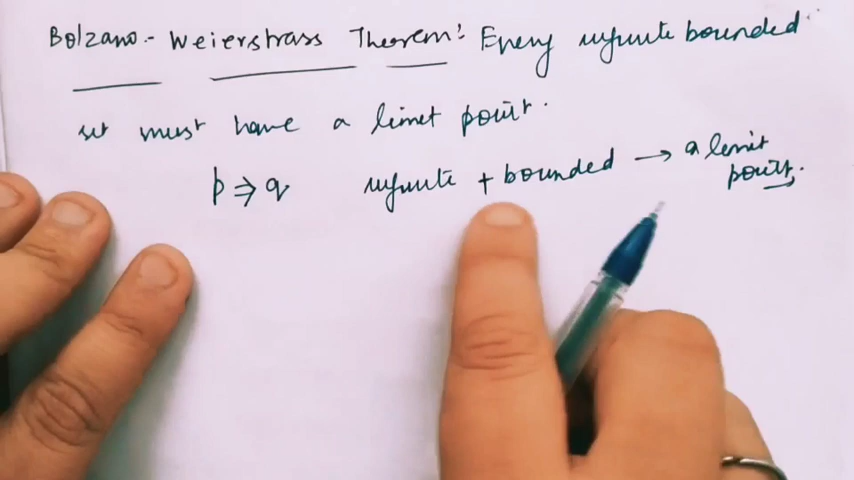 Bolzano - Weierstrass Theorem: Every infinite bounded
set must have a limit point.
p ⇒ q infinite + bounded → a limit
point.